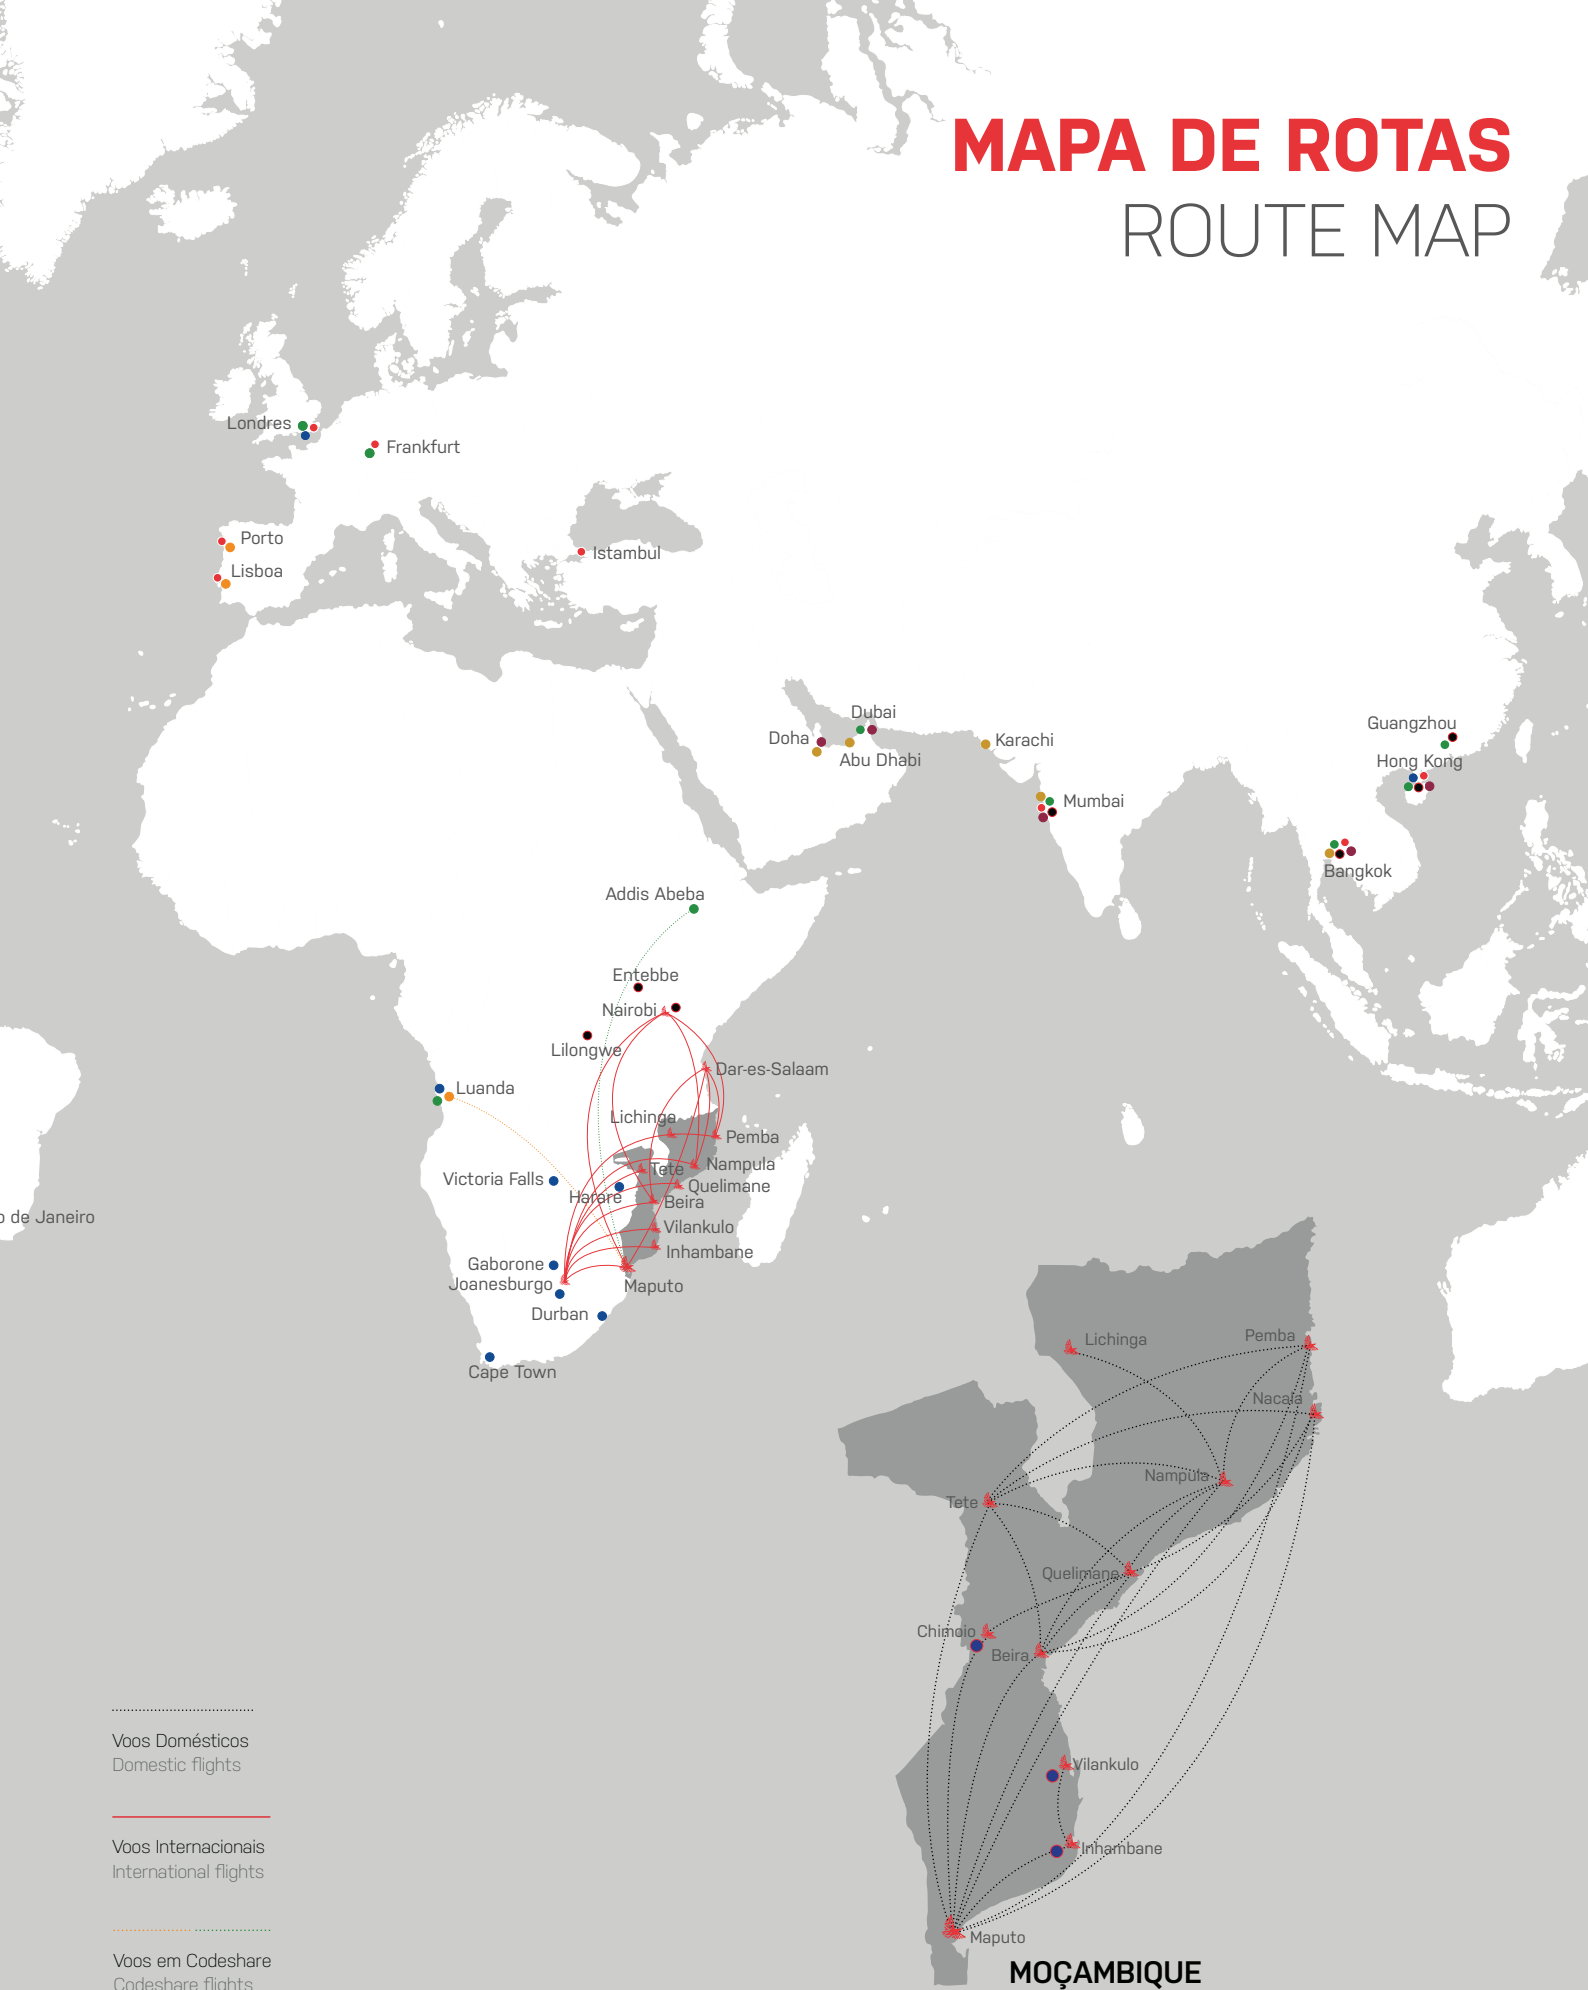 MAPA DE ROTAS
ROUTE MAP
Londres
Frankfurt
Porto
Lisboa
Istambul
Dubai
Doha
Abu Dhabi
Karachi
Mumbai
Guangzhou
Hong Kong
Bangkok
Addis Abeba
Entebbe
Nairobi
Lilongwe
Dar-es-Salaam
Luanda
Lichinga
Pemba
Nampula
Tete
Victoria Falls
Quelimane
Harare
Beira
o de Janeiro
Vilankulo
Inhambane
Gaborone
Joanesburgo
Maputo
Durban
Cape Town
Lichinga
Pemba
Nacala
Nampula
Tete
Quelimane
Chimoio
Beira
Vilankulo
Inhambane
Maputo
MOÇAMBIQUE
Voos Domésticos
Domestic flights
Voos Internacionais
International flights
Voos em Codeshare
Codeshare flights